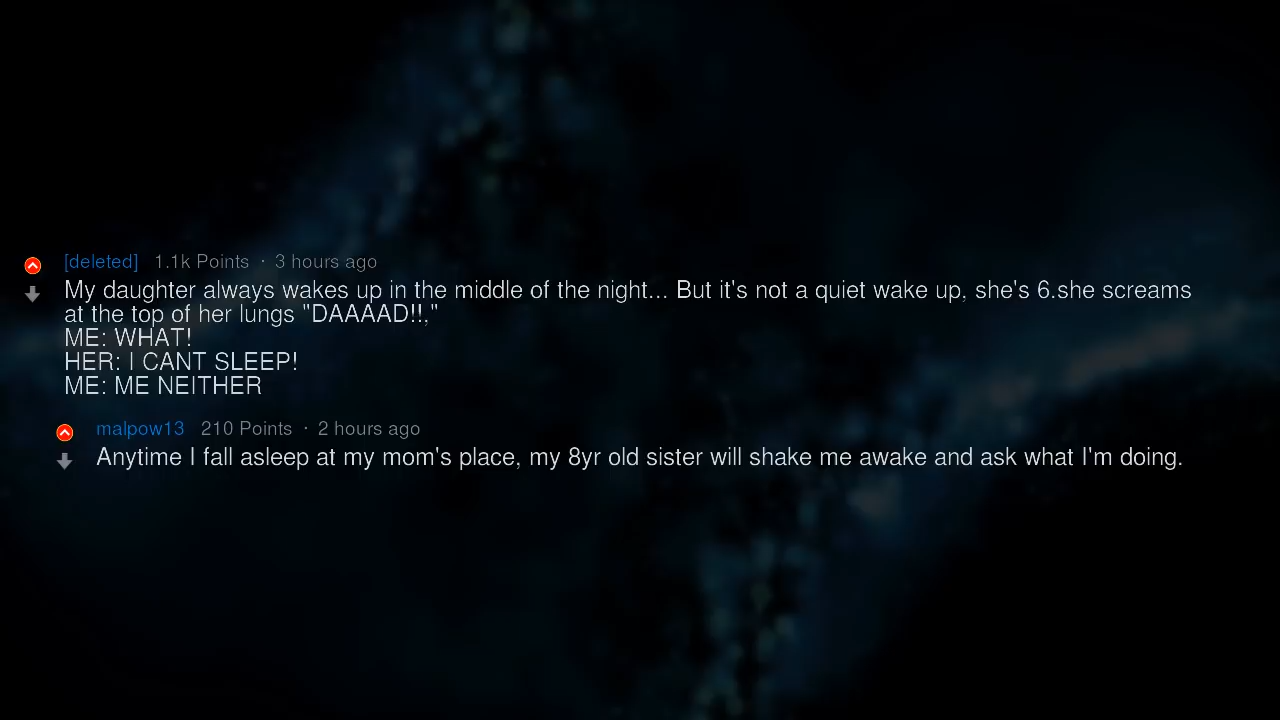 [deleted] 1.1k Points · 3 hours ago
My daughter always wakes up in the middle of the night... But it's not a quiet wake up, she's 6.she screams
at the top of her lungs "DAAAAD!!,"
ME: WHAT!
HER: I CANT SLEEP!
ME: ME NEITHER
malpow13 210 Points · 2 hours ago
Anytime I fall asleep at my mom's place, my 8yr old sister will shake me awake and ask what I'm doing.